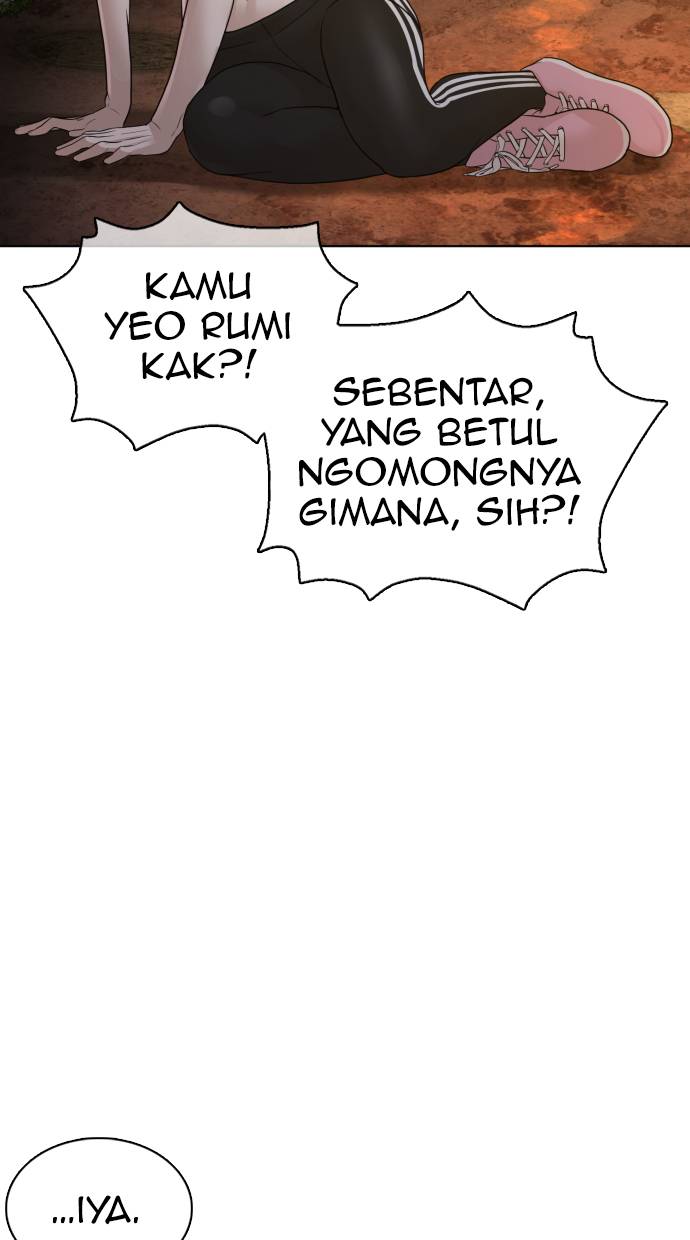 KAMU
YEO RUMI
KAK?!
SEBENTAR,
YANG BETUL
NGOMONGNYA
GIMANA, SIH?!
...IYA.